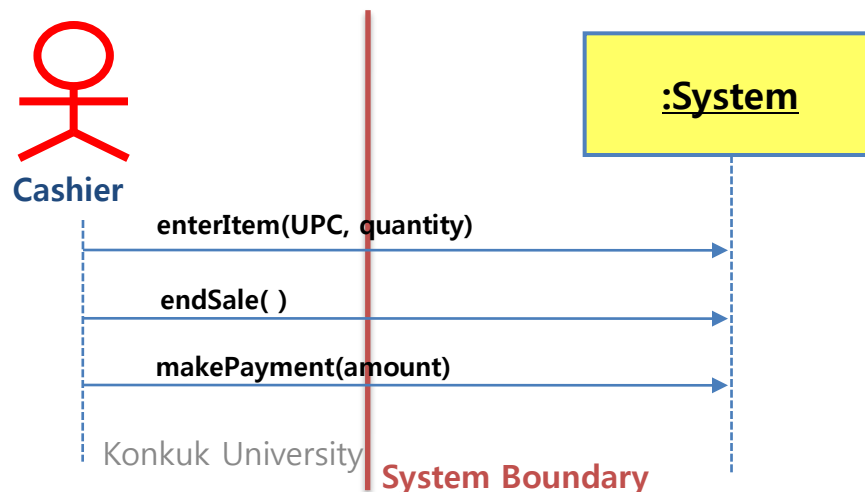 :System
Cashier
enterItem(UPC, quantity)
endSale( )
makePayment(amount)
Konkuk University
System Boundary